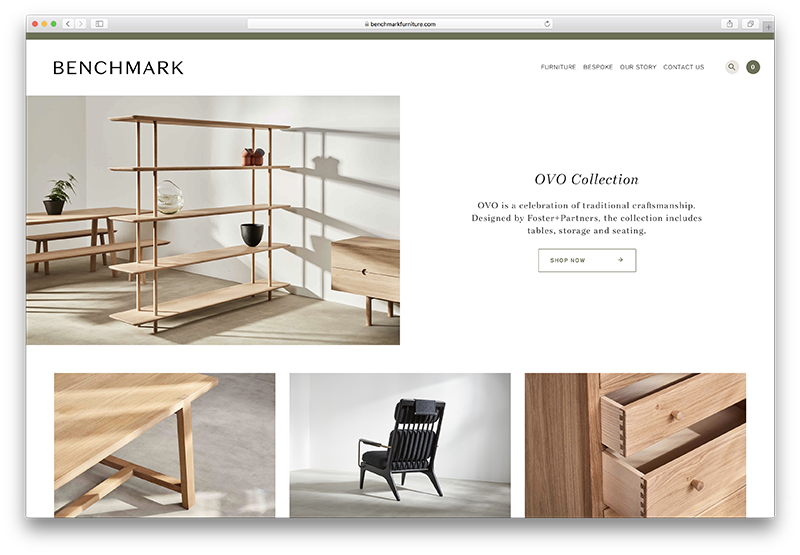 benchmarkfurniture.com
BENCHMARK
FURNITURE BESPOKE OUR STORY CONTACT US 0
OVO Collection
OVO is a celebration of traditional craftsmanship.
Designed by Foster+Partners, the collection includes
tables, storage and seating.
SHOP NOW →